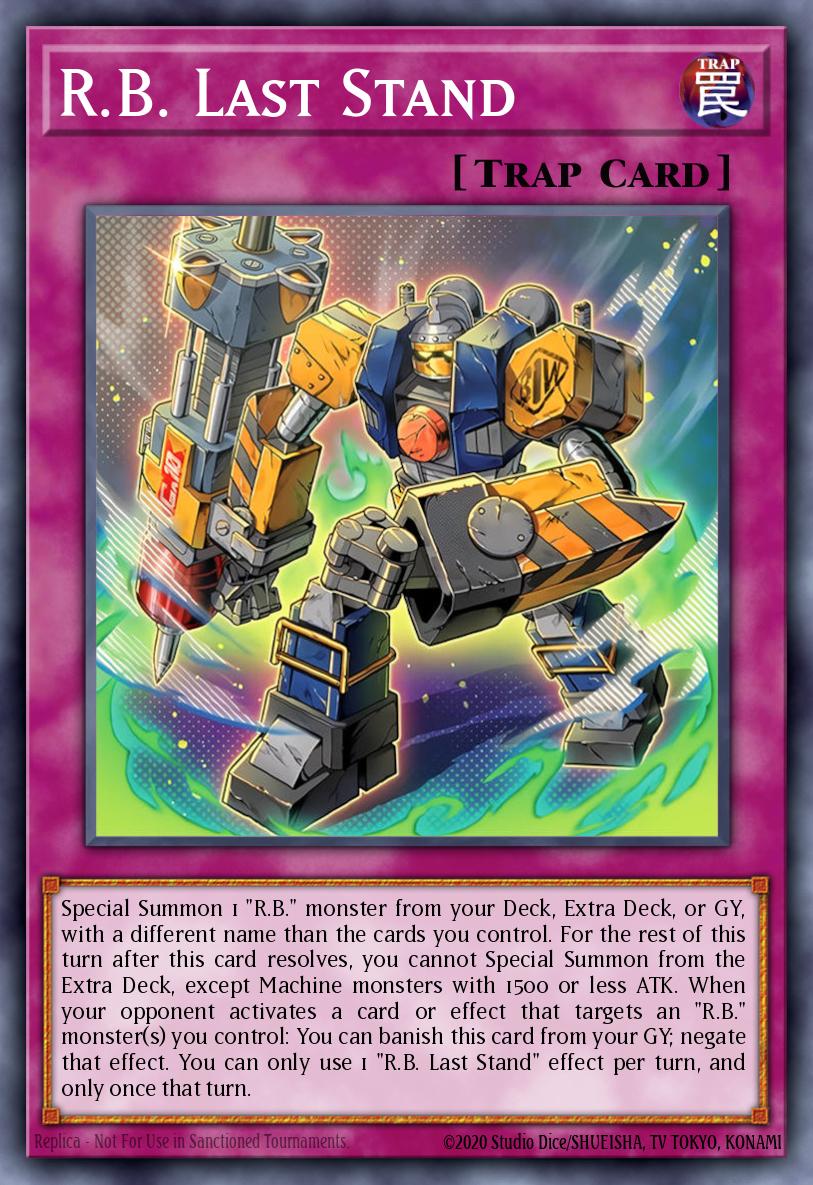 R.B. Last Stand
TRAP
罠
[Trap Card]
BIW
Special Summon 1 "R.B." monster from your Deck, Extra Deck, or GY,
with a different name than the cards you control. For the rest of this
turn after this card resolves, you cannot Special Summon from the
Extra Deck, except Machine monsters with 1500 or less ATK. When
your opponent activates a card or effect that targets an "R.B."
monster(s) you control: You can banish this card from your GY; negate
that effect. You can only use 1 "R.B. Last Stand" effect per turn, and
only once that turn.
Replica - Not For Use in Sanctioned Tournaments.
©2020 Studio Dice/SHUEISHA, TV TOKYO, KONAMI